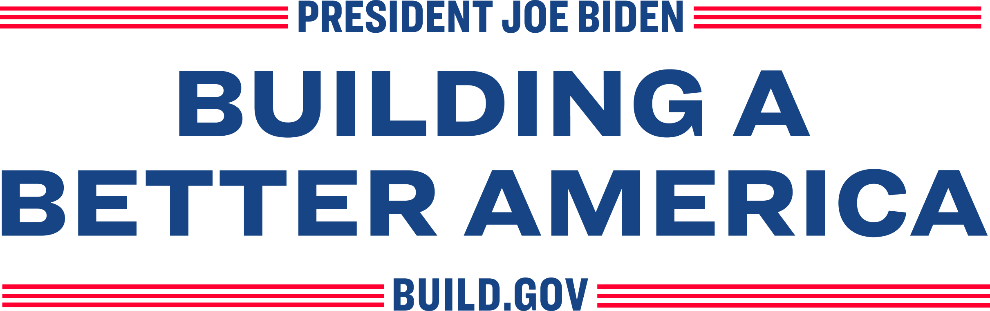 PRESIDENT JOE BIDEN
BUILDING A
BETTER AMERICA
BUILD.GOV